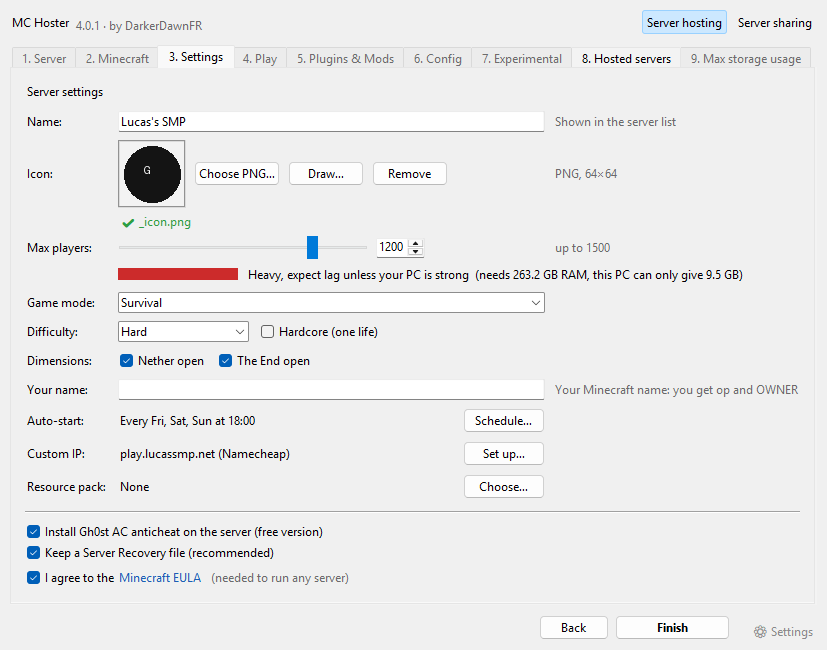 MC Hoster 4.0.1 · by DarkerDawnFR
Server hosting Server sharing
1. Server 2. Minecraft 3. Settings 4. Play 5. Plugins & Mods 6. Config 7. Experimental 8. Hosted servers 9. Max storage usage
Server settings
Name: Lucas's SMP Shown in the server list
G
Icon: Choose PNG... Draw... Remove PNG, 64×64
_icon.png
Max players: 1200 up to 1500
Heavy, expect lag unless your PC is strong (needs 263.2 GB RAM, this PC can only give 9.5 GB)
Game mode: Survival
Difficulty: Hard Hardcore (one life)
Dimensions: Nether open The End open
Your name: Your Minecraft name: you get op and OWNER
Auto-start: Every Fri, Sat, Sun at 18:00 Schedule...
Custom IP: play.lucassmp.net (Namecheap) Set up...
Resource pack: None Choose...
Install Gh0st AC anticheat on the server (free version)
Keep a Server Recovery file (recommended)
I agree to the Minecraft EULA (needed to run any server)
Back Finish Settings